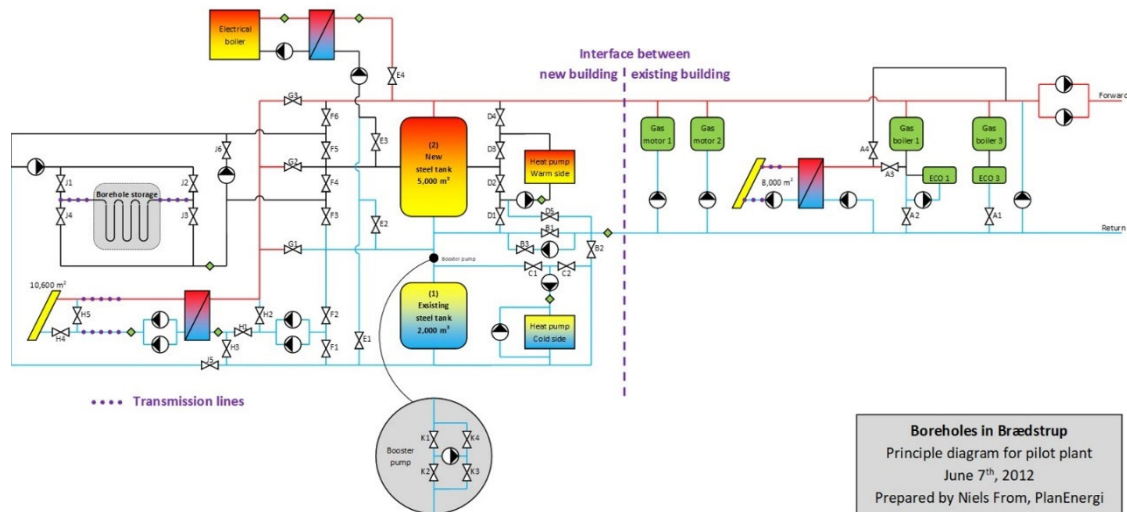 Electrical
boiler
E4
Interface between
new building
existing building
G3
F6
E3
D4
Forward
J6
F5
(2)
New
steel tank
5,000 m³
D3
Heat pump
Warm side
Gas
motor 1
Gas
motor 2
A4
Gas
boiler 1
Gas
boiler 3
G2
J1
J2
Borehole storage
F4
D2
A3
ECO 1
ECO 3
8,000 m²
J4
J3
F3
E2
D1
D5
A2
A1
B1
B2
Return
G1
B3
Booster pump
C1
C2
10,600 m²
(1)
Exsisting
steel tank
2,000 m³
Heat pump
Cold side
H5
H2
F2
H4
H1
H3
F1
E1
J5
Transmission lines
Booster
pump
K1
K4
K2
K3
Boreholes in Brædstrup
Principle diagram for pilot plant
June 7th, 2012
Prepared by Niels From, PlanEnergi